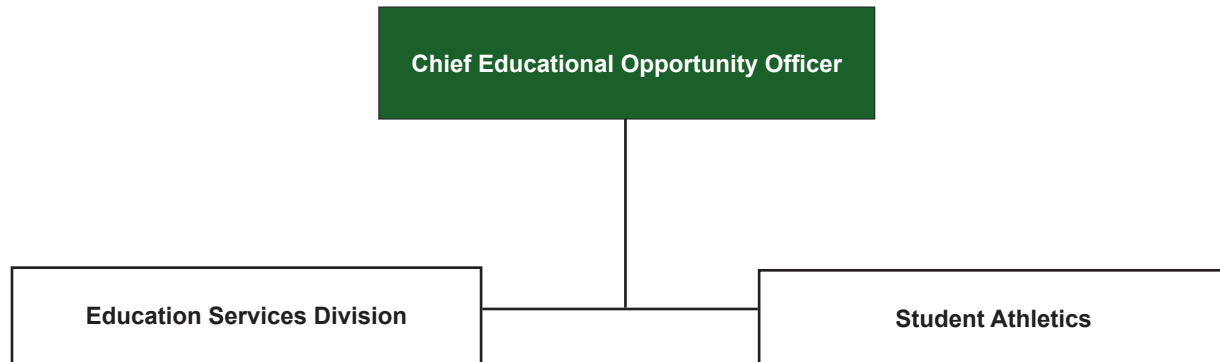 Chief Educational Opportunity Officer
Education Services Division
Student Athletics